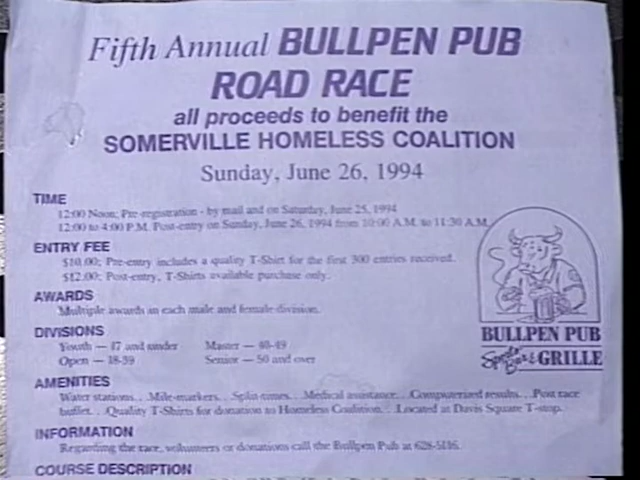 Fifth Annual BULLPEN PUB
ROAD RACE
all proceeds to benefit the
SOMERVILLE HOMELESS COALITION
Sunday, June 26, 1994
TIME
12:00 Noon; Pre-registration - by mail and on Saturday, June 25, 1994
12:00 to 4:00 P.M. Post-entry on Sunday, June 26, 1994 from 10:00 A.M. to 11:30 A.M.
ENTRY FEE
$10.00; Pre-entry includes a quality T-Shirt for the first 300 entries received.
$12.00; Post-entry, T-Shirts available purchase only.
AWARDS
Multiple awards in each male and female division.
DIVISIONS
Youth — 17 and under Master — 40-49
Open — 18-39 Senior — 50 and over
BULLPEN PUB
Sports Bar & GRILLE
AMENITIES
Water stations... Mile-markers... Split-times... Medical assistance... Computerized results... Post race
buffet... Quality T-Shirts for donation to Homeless Coalition... Located at Davis Square T-stop.
INFORMATION
Regarding the race, volunteers or donations call the Bullpen Pub at 628-5116.
COURSE DESCRIPTION